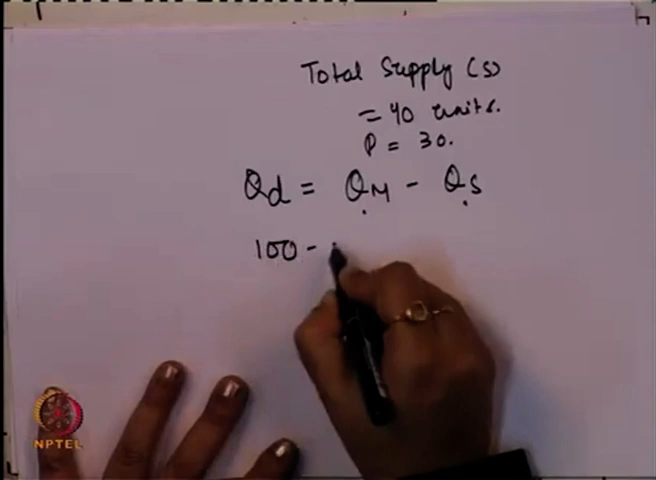 Total Supply (S)
= 40 units.
P = 30.
Qd = QM - QS
100 -
NPTEL